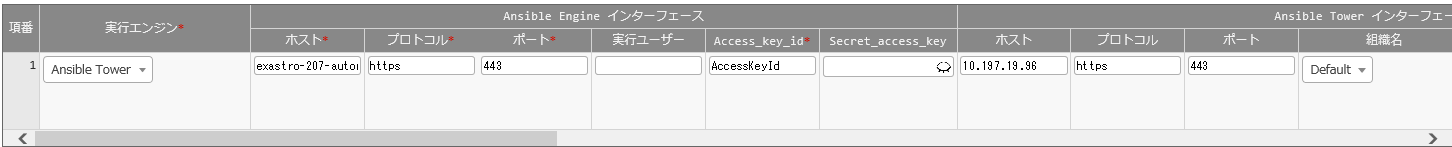 Ansible Engine インターフェース Ansible Tower インターフェー
項番 実行エンジン*
ホスト* プロトコル* ポート* 実行ユーザー Access_key_id* Secret_access_key ホスト プロトコル ポート 組織名
1 Ansible Tower exastro-207-auto https 443 AccessKeyId 10.197.19.96 https 443 Default